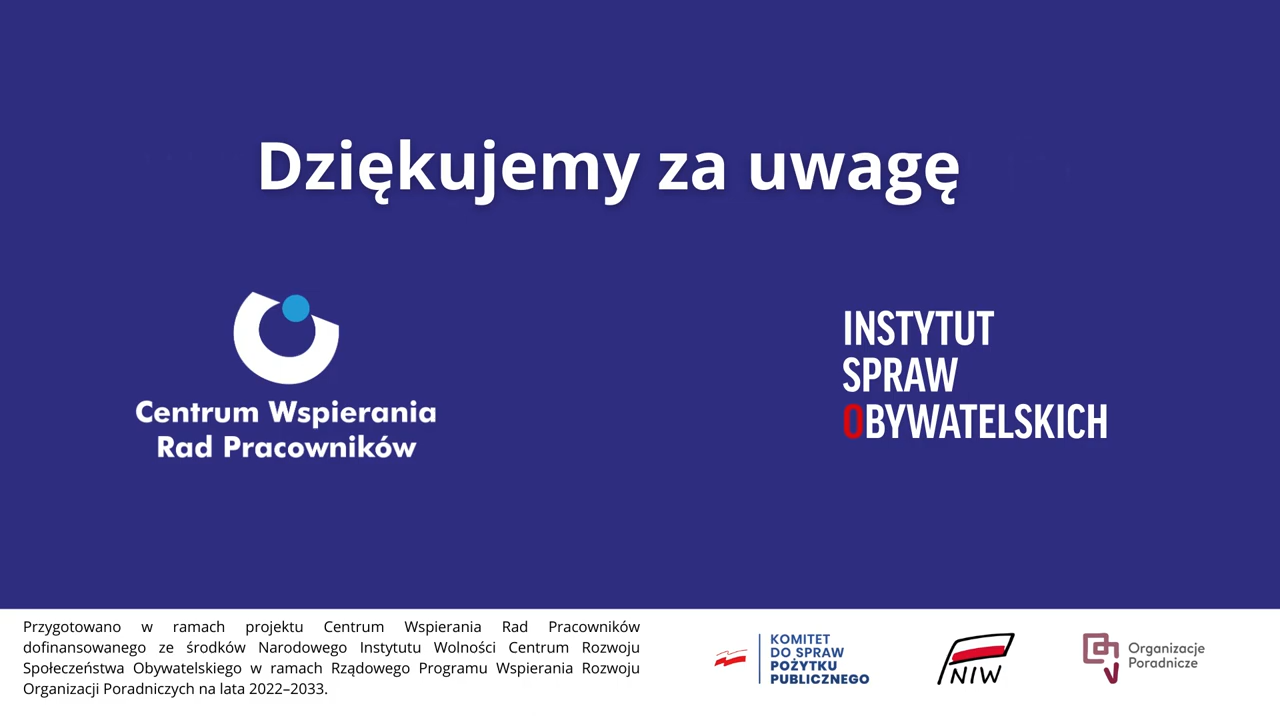 Dziękujemy za uwagę
Centrum Wspierania
Rad Pracowników
INSTYTUT
SPRAW
OBYWATELSKICH
Przygotowano w ramach projektu Centrum Wspierania Rad Pracowników
dofinansowanego ze środków Narodowego Instytutu Wolności Centrum Rozwoju
Społeczeństwa Obywatelskiego w ramach Rządowego Programu Wspierania Rozwoju
Organizacji Poradniczych na lata 2022–2033.
KOMITET
DO SPRAW
POŻYTKU
PUBLICZNEGO
NIW
Organizacje
Poradnicze